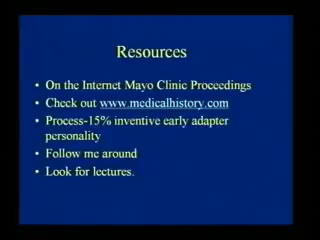 Resources
• On the Internet Mayo Clinic Proceedings
• Check out www.medicalhistory.com
• Process-15% inventive early adapter
personality
• Follow me around
• Look for lectures.